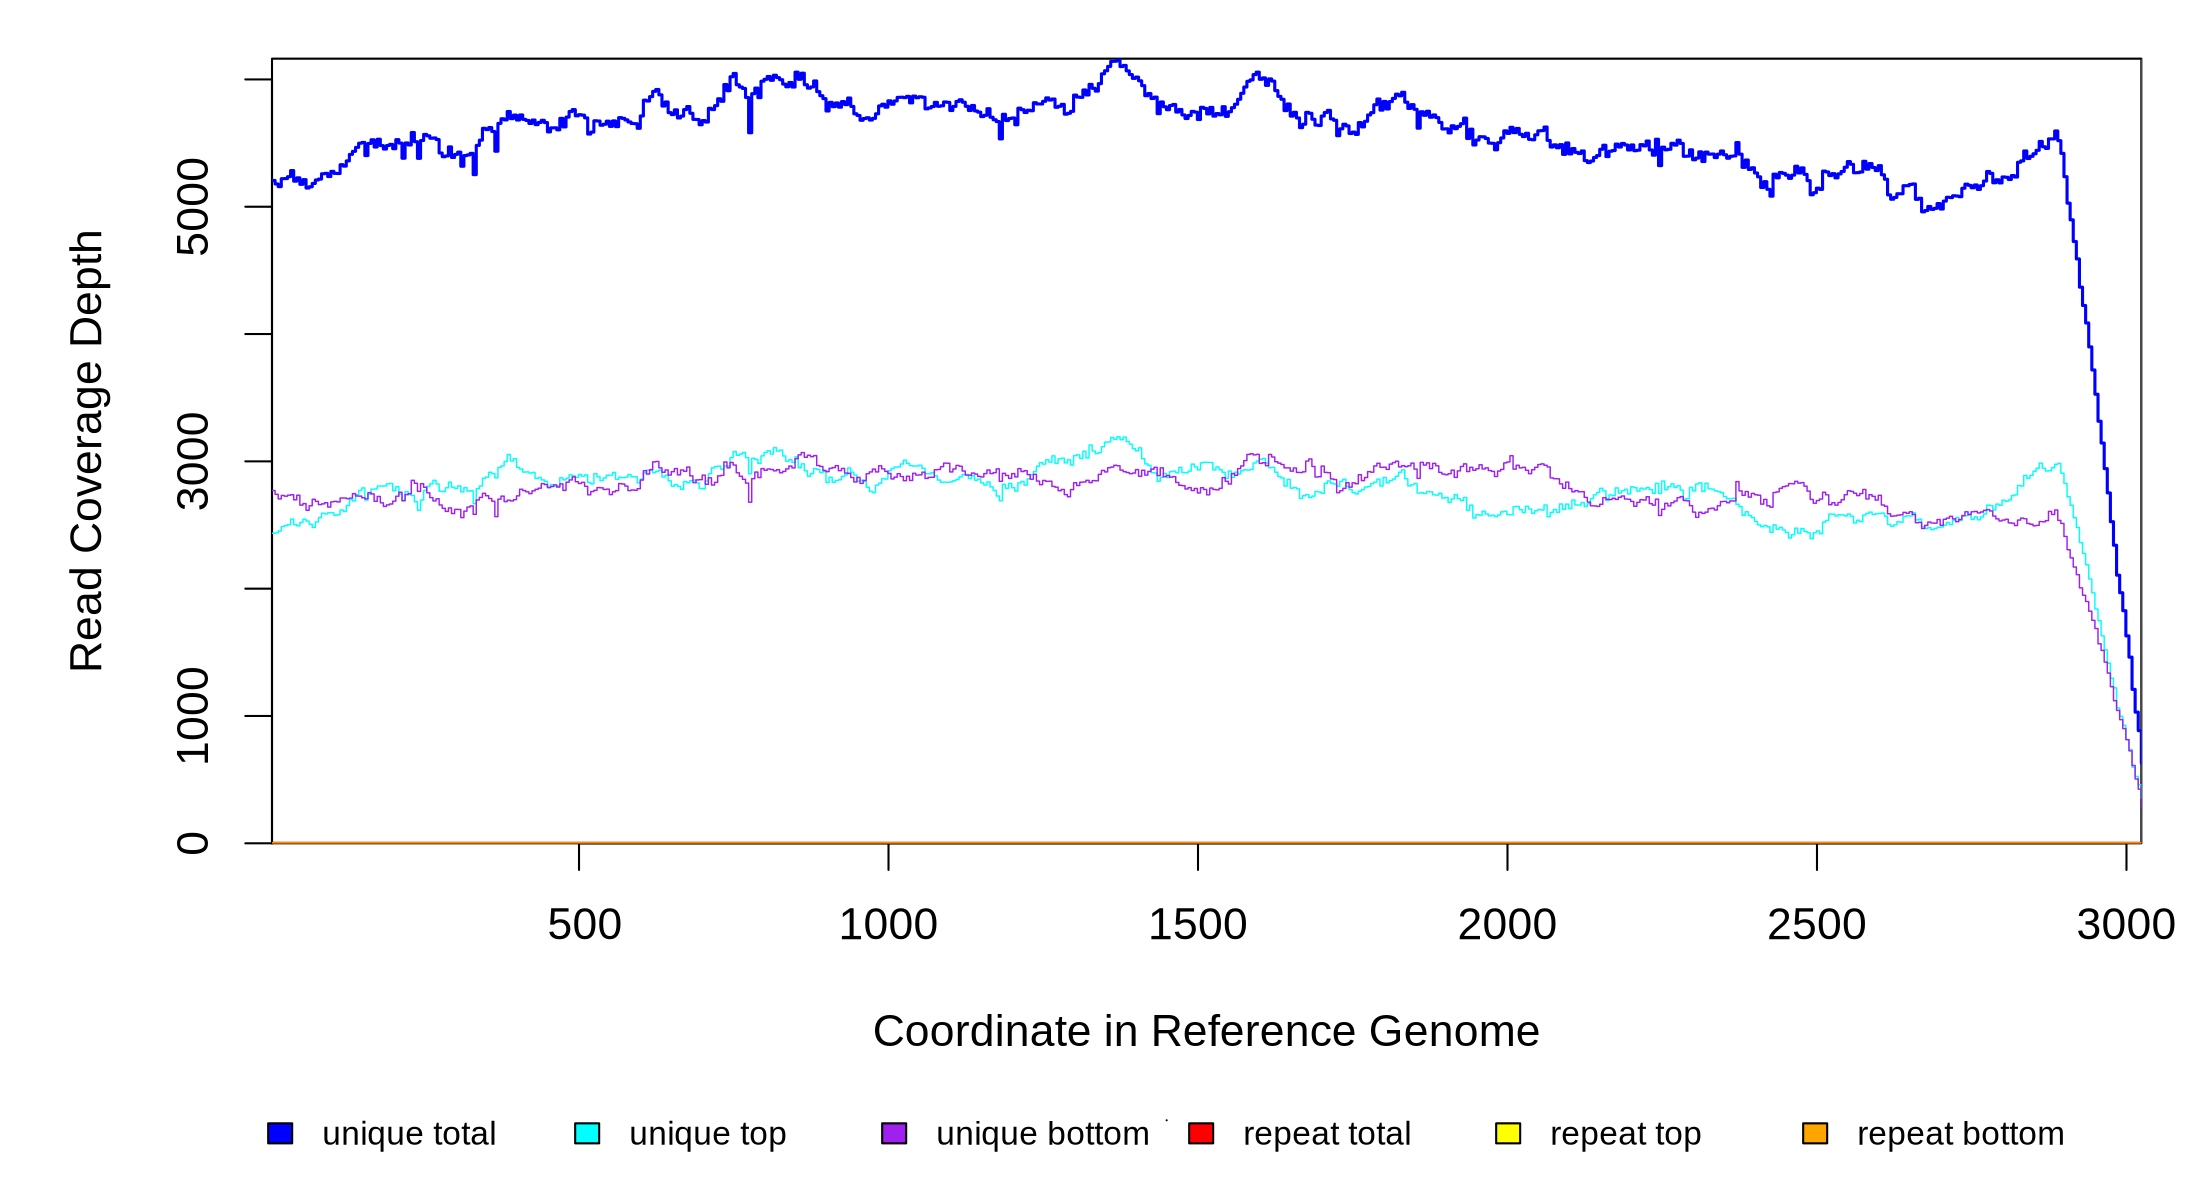 Read Coverage Depth
5000
3000
1000
0
500 1000 1500 2000 2500 3000
Coordinate in Reference Genome
unique total unique top unique bottom repeat total repeat top repeat bottom